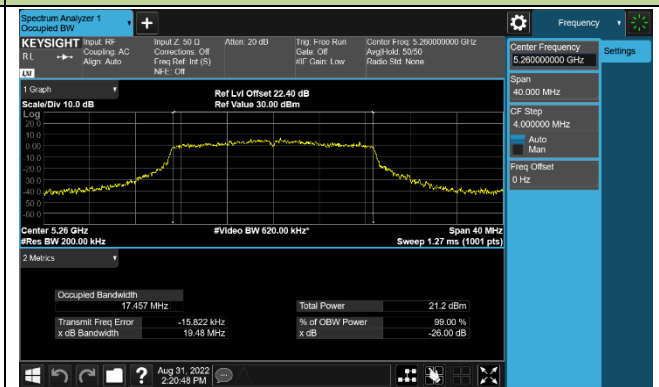 Spectrum Analyzer 1
Occupied BW
+
Frequency
KEYSIGHT
RL
Input: RF
Coupling: AC
Align: Auto
Input Z: 50 Ω
Corrections: Off
Freq Ref: Int (S)
NFE: Off
Atten: 20 dB
Trig: Free Run
Gate: Off
#IF Gain: Low
Center Freq: 5.260000000 GHz
Avg|Hold: 50/50
Radio Std: None
LXI
Center Frequency
5.260000000 GHz
Settings
Span
40.000 MHz
CF Step
4.000000 MHz
Auto
Man
Freq Offset
0 Hz
1 Graph
Scale/Div 10.0 dB
Ref Lvl Offset 22.40 dB
Ref Value 30.00 dBm
Log
20.0
10.0
0.00
-10.0
-20.0
-30.0
-40.0
-50.0
-60.0
Center 5.26 GHz
#Video BW 620.00 kHz*
Span 40 MHz
#Res BW 200.00 kHz
Sweep 1.27 ms (1001 pts)
2 Metrics
Occupied Bandwidth
17.457 MHz
Total Power 21.2 dBm
Transmit Freq Error -15.822 kHz
% of OBW Power 99.00 %
x dB Bandwidth 19.48 MHz
x dB -26.00 dB
?
Aug 31, 2022
2:20:48 PM